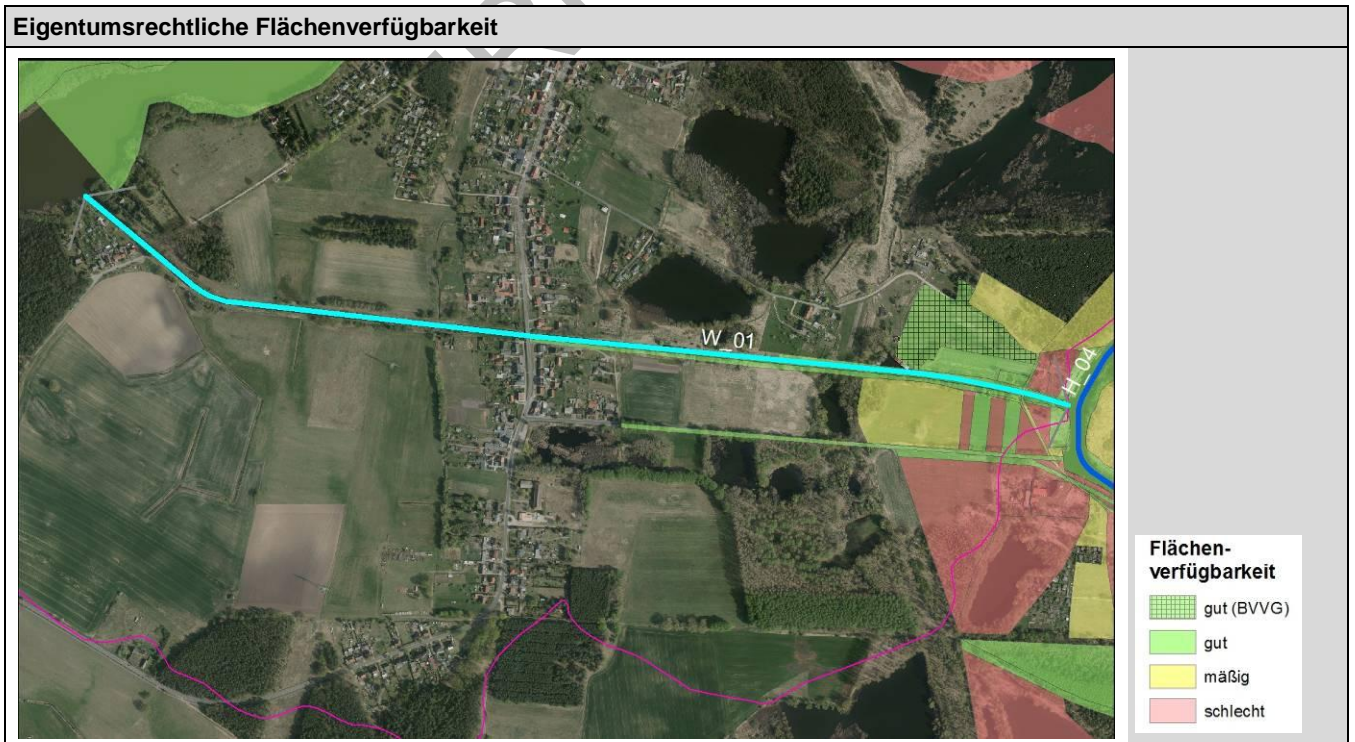 Eigentumsrechtliche Flächenverfügbarkeit
W_01
H_04
Flächen-
verfügbarkeit
gut (BVVG)
gut
mäßig
schlecht